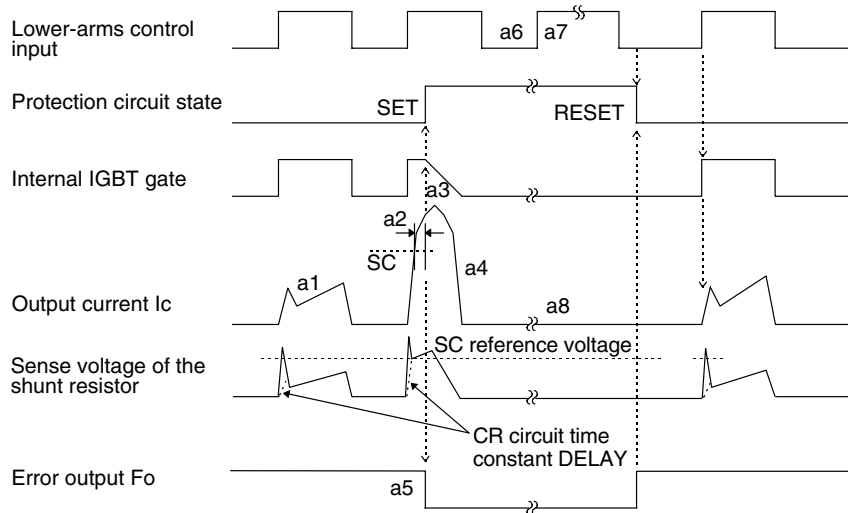 Lower-arms control
input
a6
a7
Protection circuit state
SET
RESET
Internal IGBT gate
a3
a2
SC
a4
a1
Output current Ic
a8
SC reference voltage
Sense voltage of the
shunt resistor
CR circuit time
constant DELAY
Error output Fo
a5